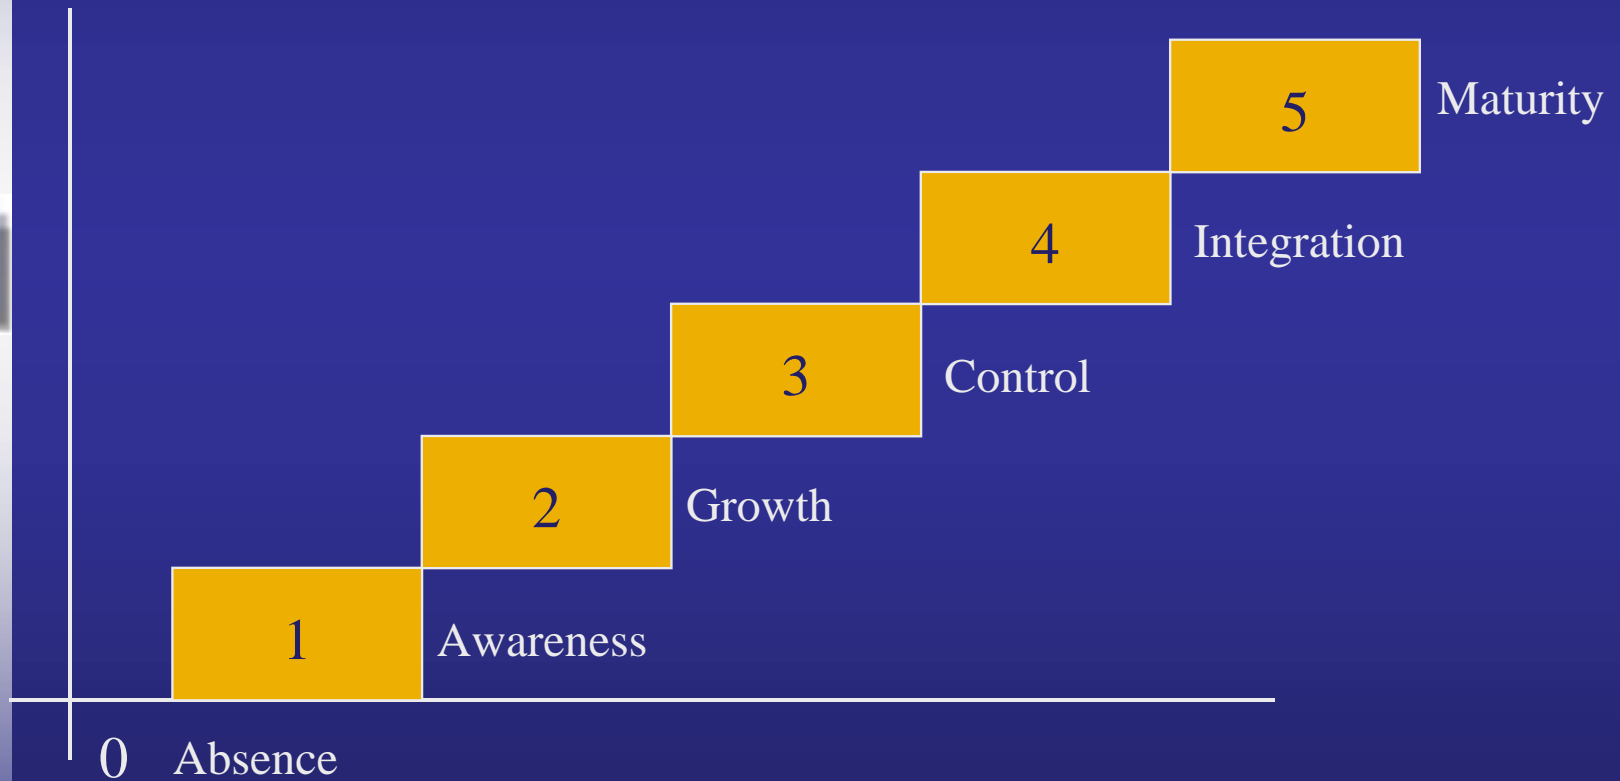 5 Maturity
4 Integration
3 Control
2 Growth
1 Awareness
0 Absence